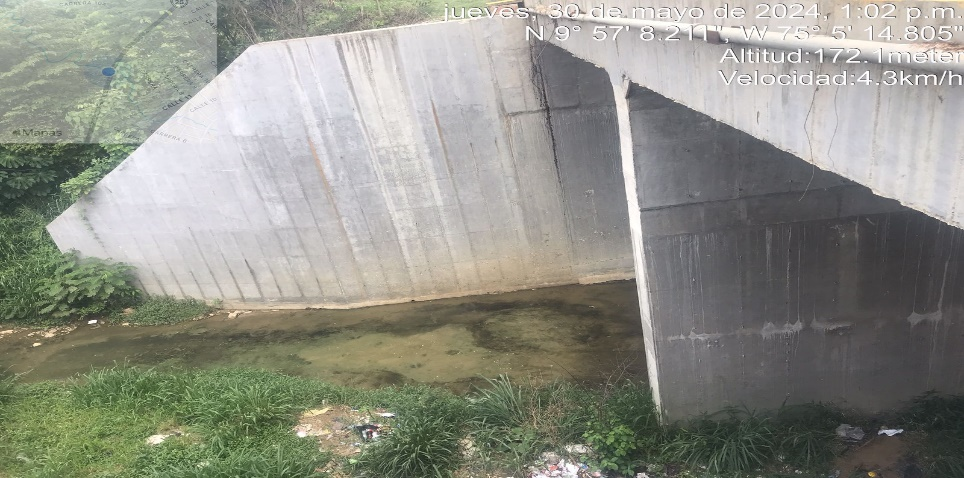 jueves, 30 de mayo de 2024, 1:02 p.m.
N 9° 57' 8.211", W 75° 5' 14.805"
Altitud:172.1meter
Velocidad:4.3km/h
Manas